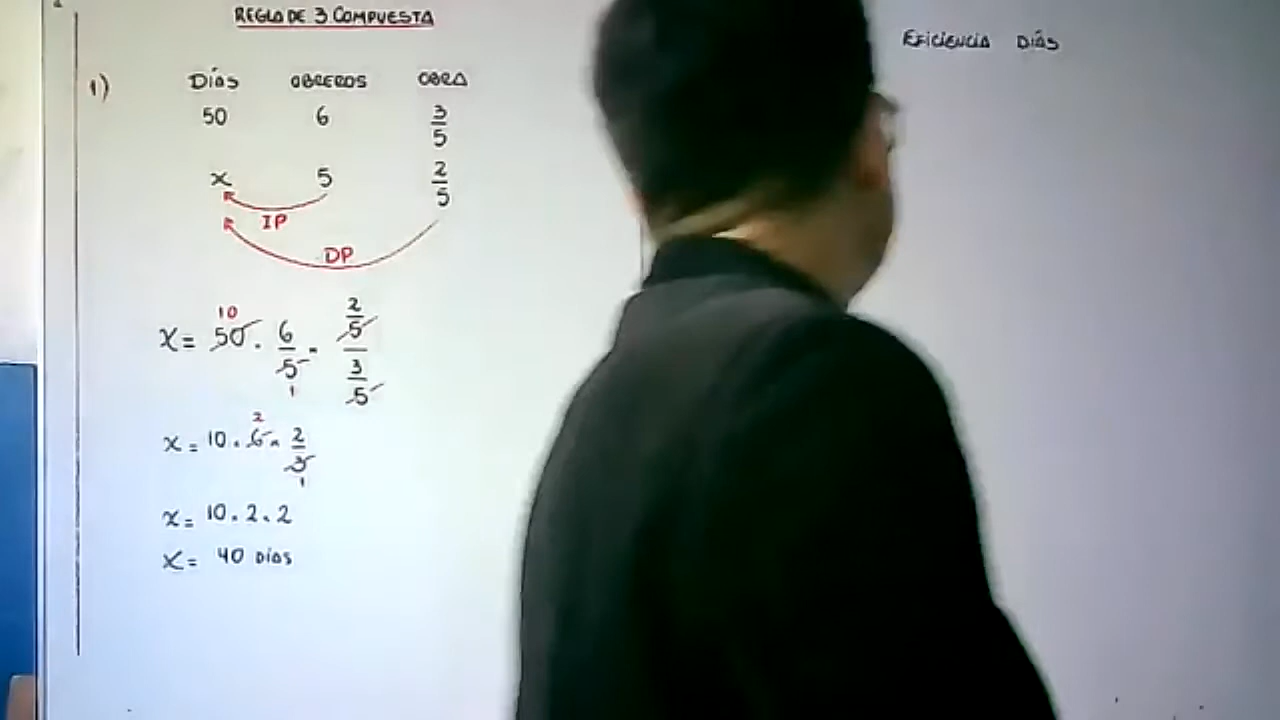 REGLA DE 3 COMPUESTA
EFICIENCIA DÍAS
1) DÍAS OBREROS OBRA
50 6 3/5
x 5 2/5
IP
DP
10
x = 50 . 6/5 . (2/5)/(3/5)
1
2
x = 10 . 6 . 2/3
1
x = 10 . 2 . 2
x = 40 DÍAS